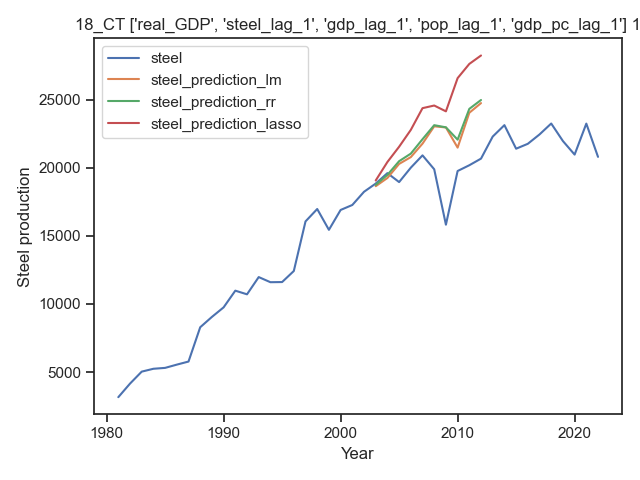 18_CT ['real_GDP', 'steel_lag_1', 'gdp_lag_1', 'pop_lag_1', 'gdp_pc_lag_1'] 1
steel
steel_prediction_lm
steel_prediction_rr
steel_prediction_lasso
Steel production
25000
20000
15000
10000
5000
1980
1990
2000
2010
2020
Year